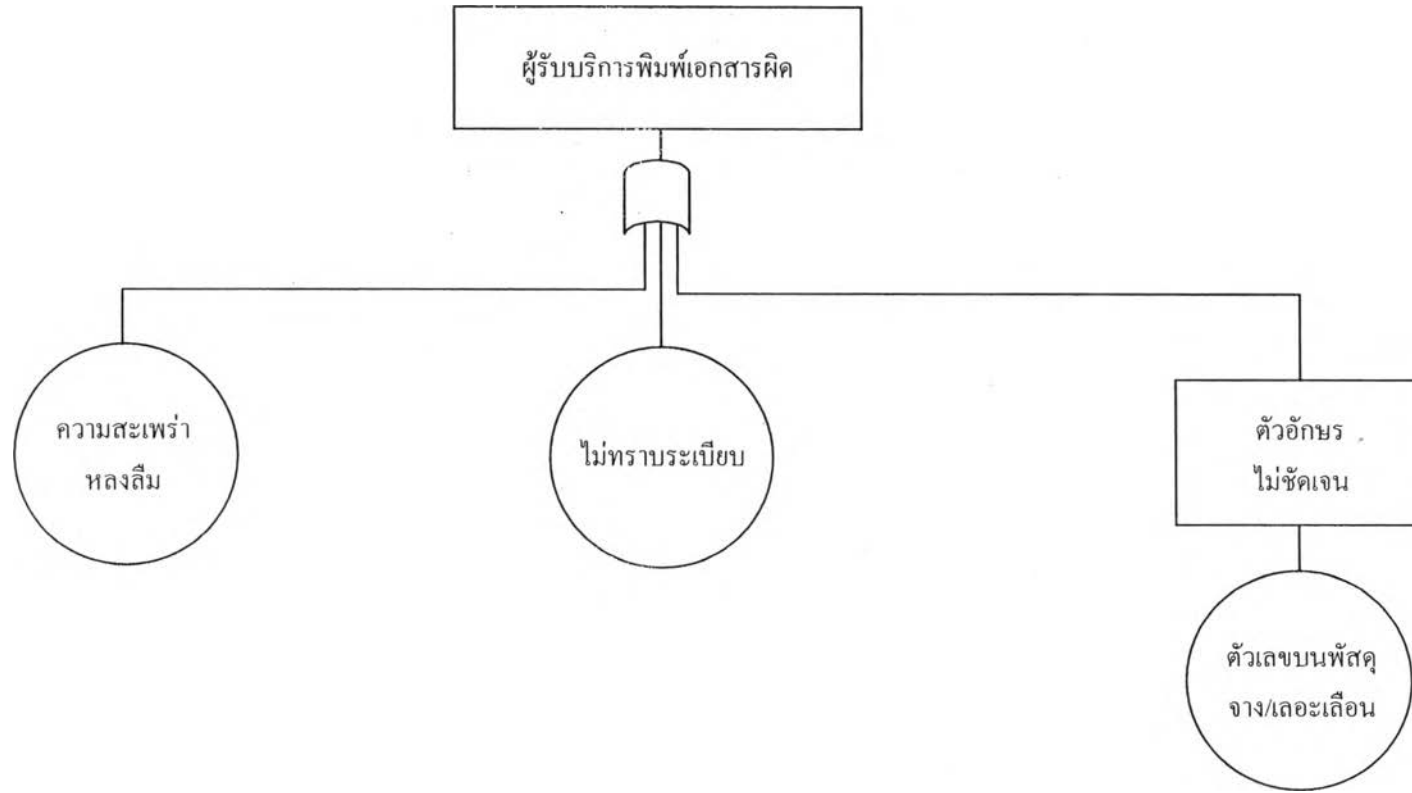 ผู้รับบริการพิมพ์เอกสารผิด
ความสะเพร่า
หลงลืม
ไม่ทราบระเบียบ
ตัวอักษร
ไม่ชัดเจน
ตัวเลขบนพัสดุ
จาง/เลอะเลือน